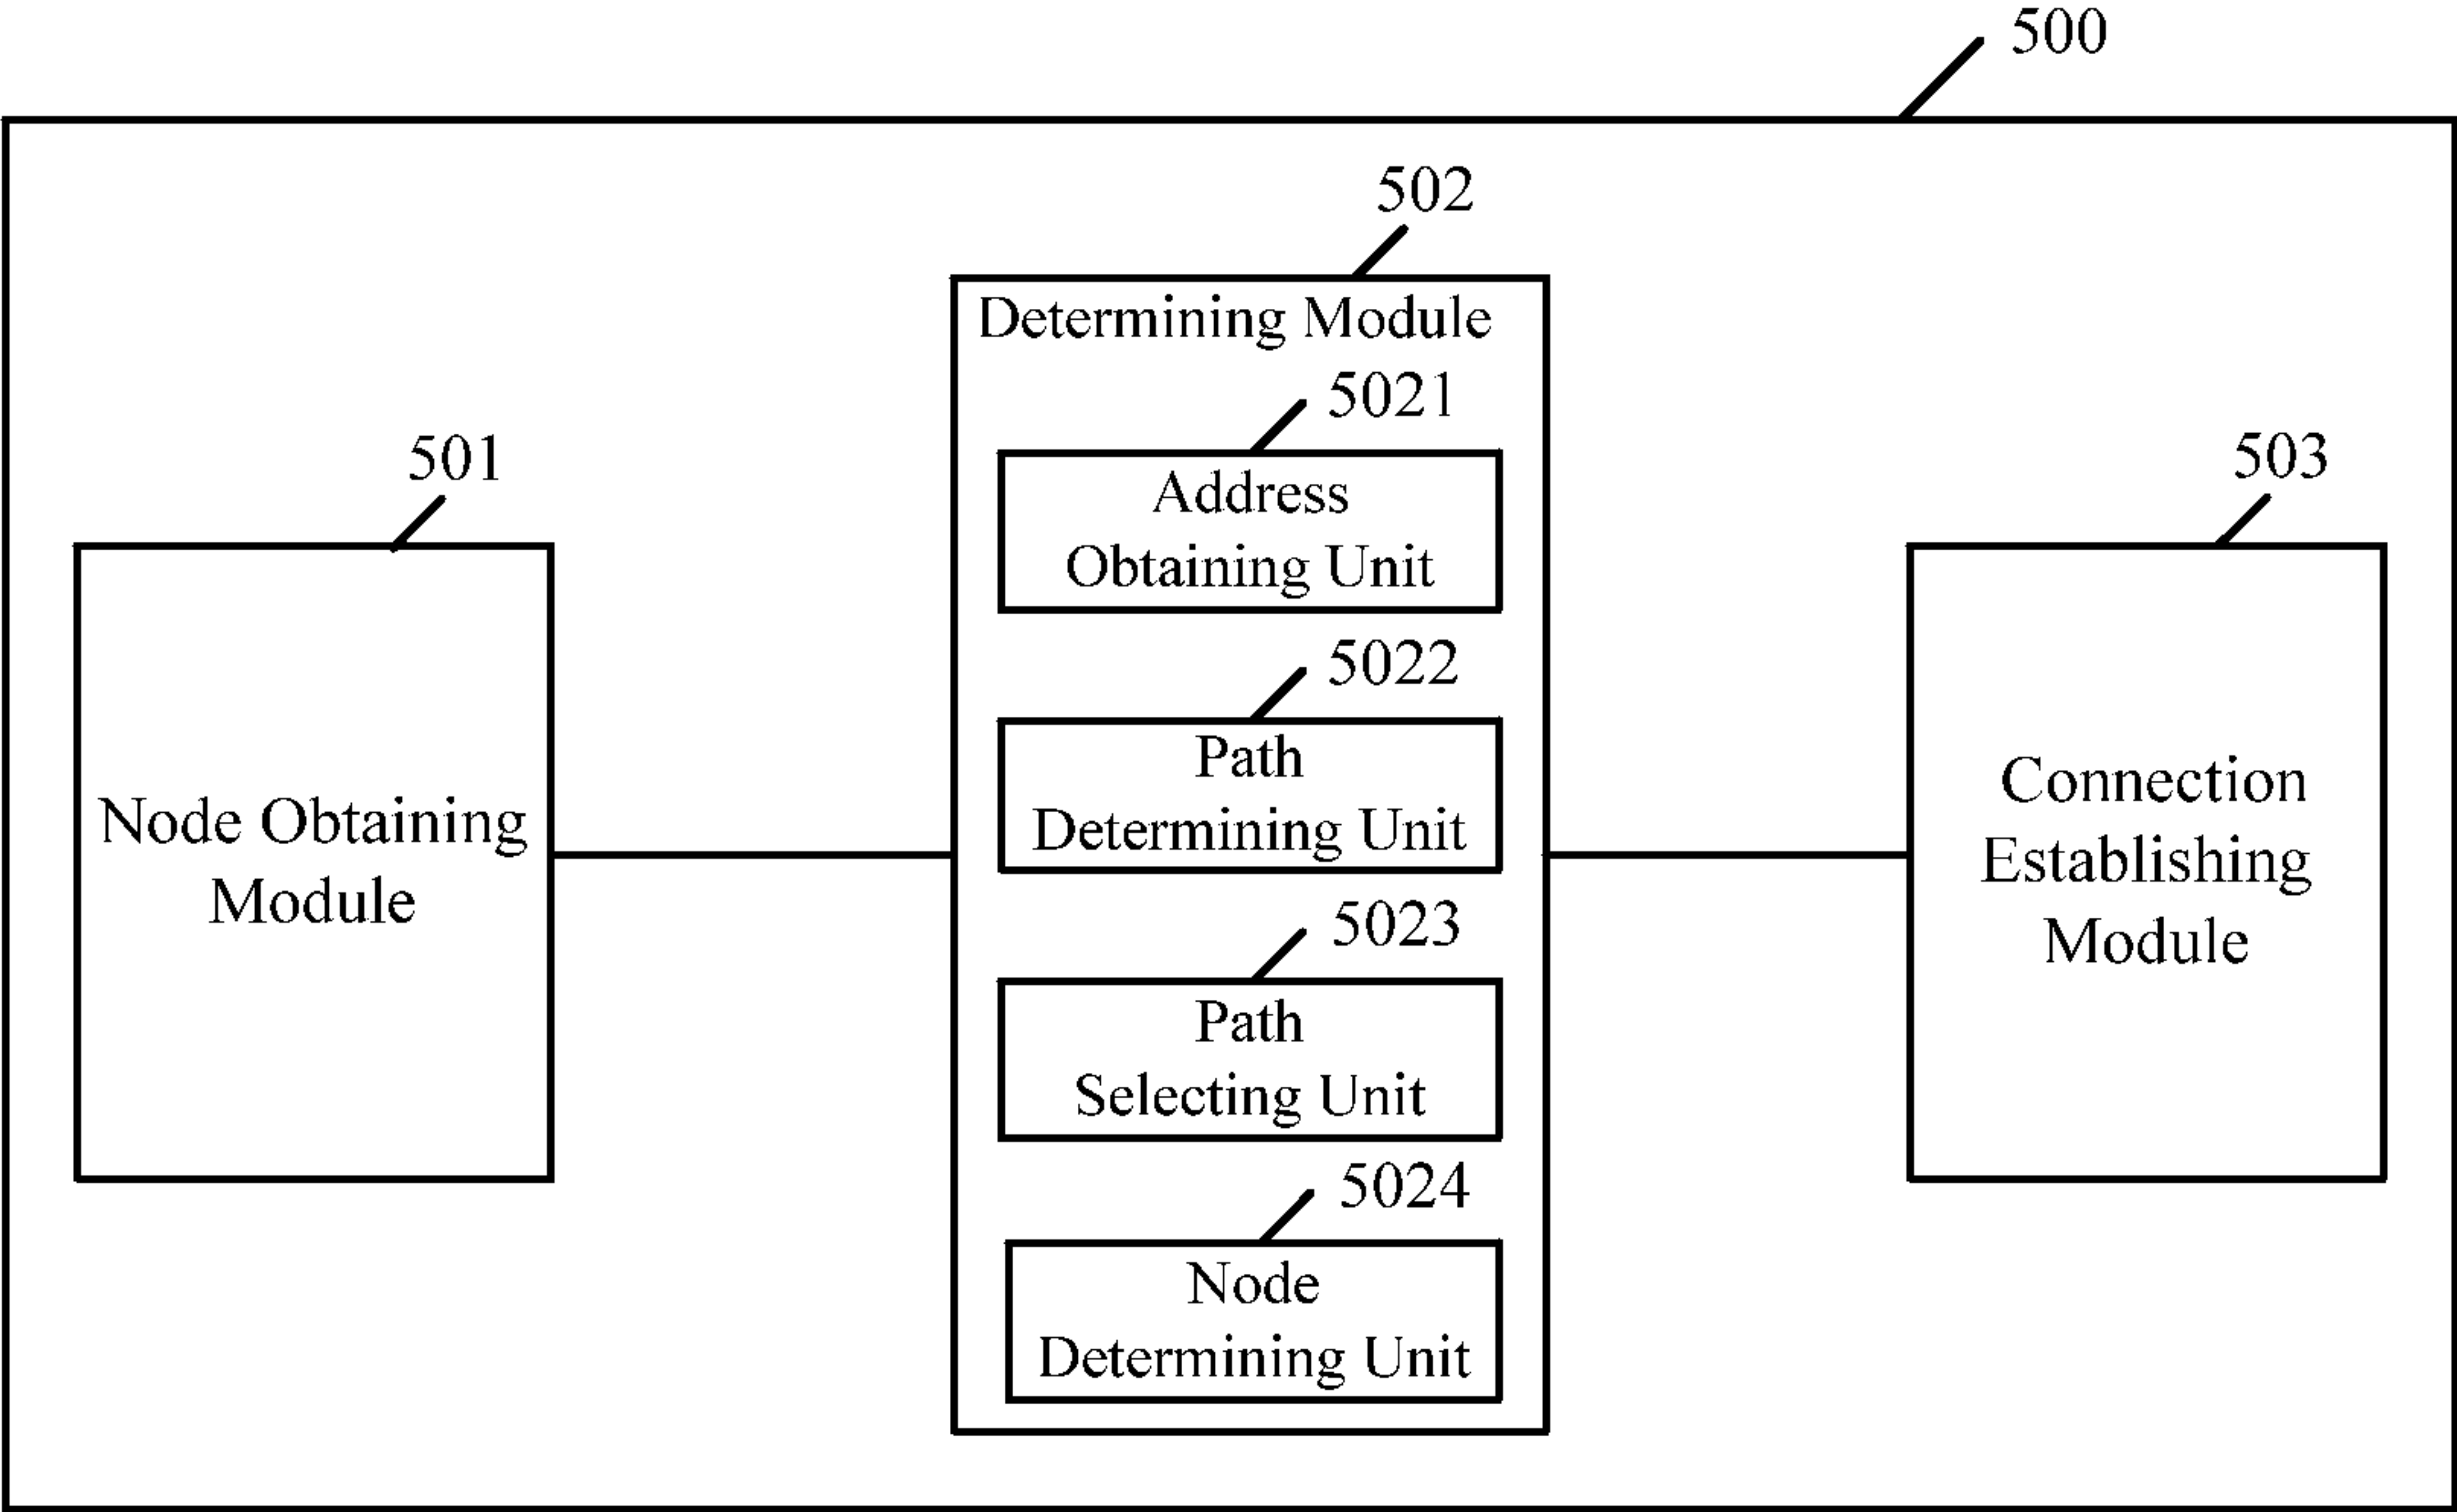 500
502
Determining Module
5021
Address
Obtaining Unit
5022
Path
Determining Unit
5023
Path
Selecting Unit
5024
Node
Determining Unit
501
Node Obtaining
Module
503
Connection
Establishing
Module